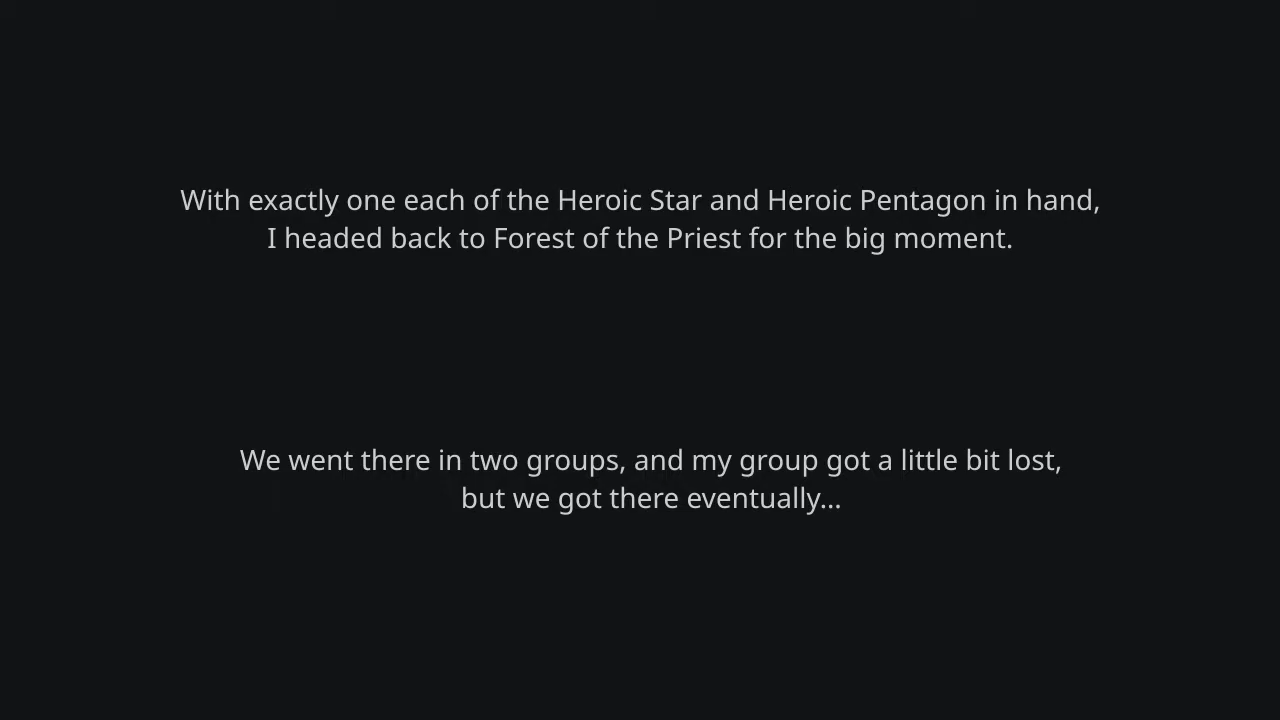 With exactly one each of the Heroic Star and Heroic Pentagon in hand,
I headed back to Forest of the Priest for the big moment.
We went there in two groups, and my group got a little bit lost,
but we got there eventually...